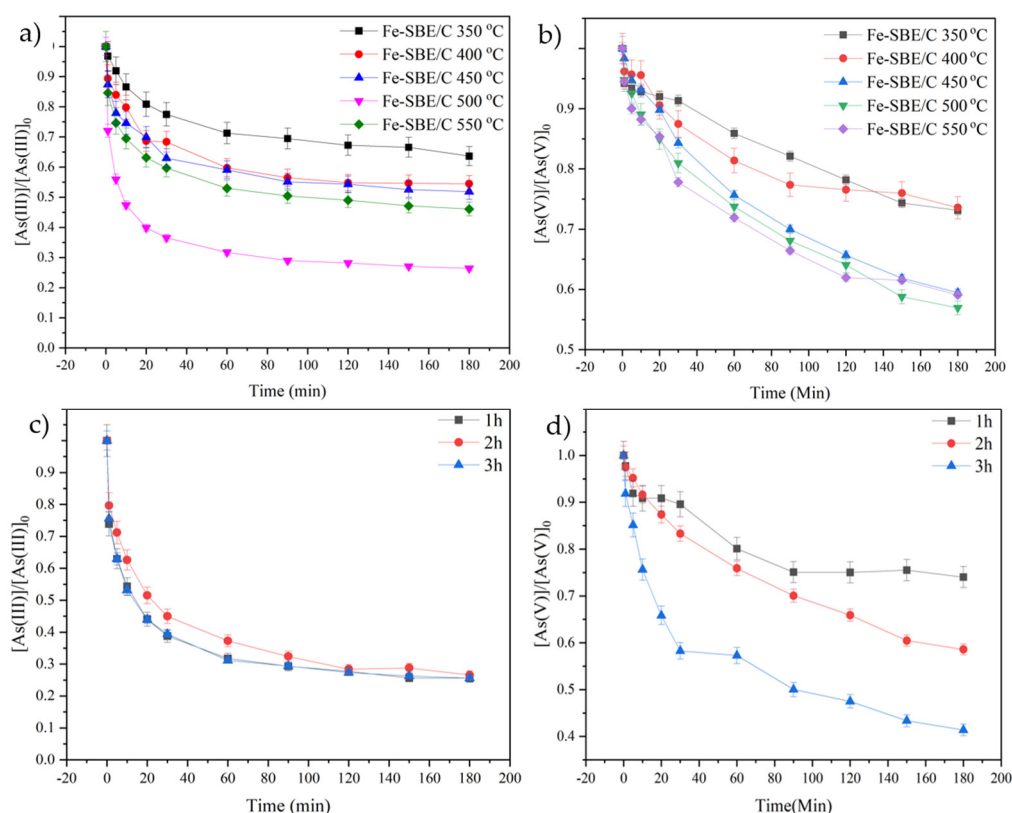 a)
Fe-SBE/C 350 °C
Fe-SBE/C 400 °C
Fe-SBE/C 450 °C
Fe-SBE/C 500 °C
Fe-SBE/C 550 °C
[As(III)]/[As(III)]₀
1
0.9
0.8
0.7
0.6
0.5
0.4
0.3
0.2
0.1
0.0
-20 0 20 40 60 80 100 120 140 160 180 200
Time (min)
b)
Fe-SBE/C 350 °C
Fe-SBE/C 400 °C
Fe-SBE/C 450 °C
Fe-SBE/C 500 °C
Fe-SBE/C 550 °C
[As(V)]/[As(V)]₀
1.0
0.9
0.8
0.7
0.6
0.5
-20 0 20 40 60 80 100 120 140 160 180 200
Time (Min)
c)
1h
2h
3h
[As(III)]/[As(III)]₀
1
0.9
0.8
0.7
0.6
0.5
0.4
0.3
0.2
0.1
0.0
-20 0 20 40 60 80 100 120 140 160 180 200
Time (min)
d)
1h
2h
3h
[As(V)]/[As(V)]₀
1.0
0.9
0.8
0.7
0.6
0.5
0.4
-20 0 20 40 60 80 100 120 140 160 180 200
Time(Min)